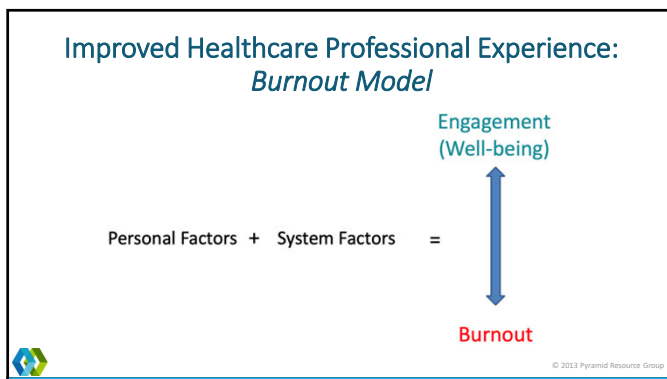 Improved Healthcare Professional Experience:
Burnout Model
Engagement
(Well-being)
Personal Factors + System Factors =
Burnout
© 2013 Pyramid Resource Group